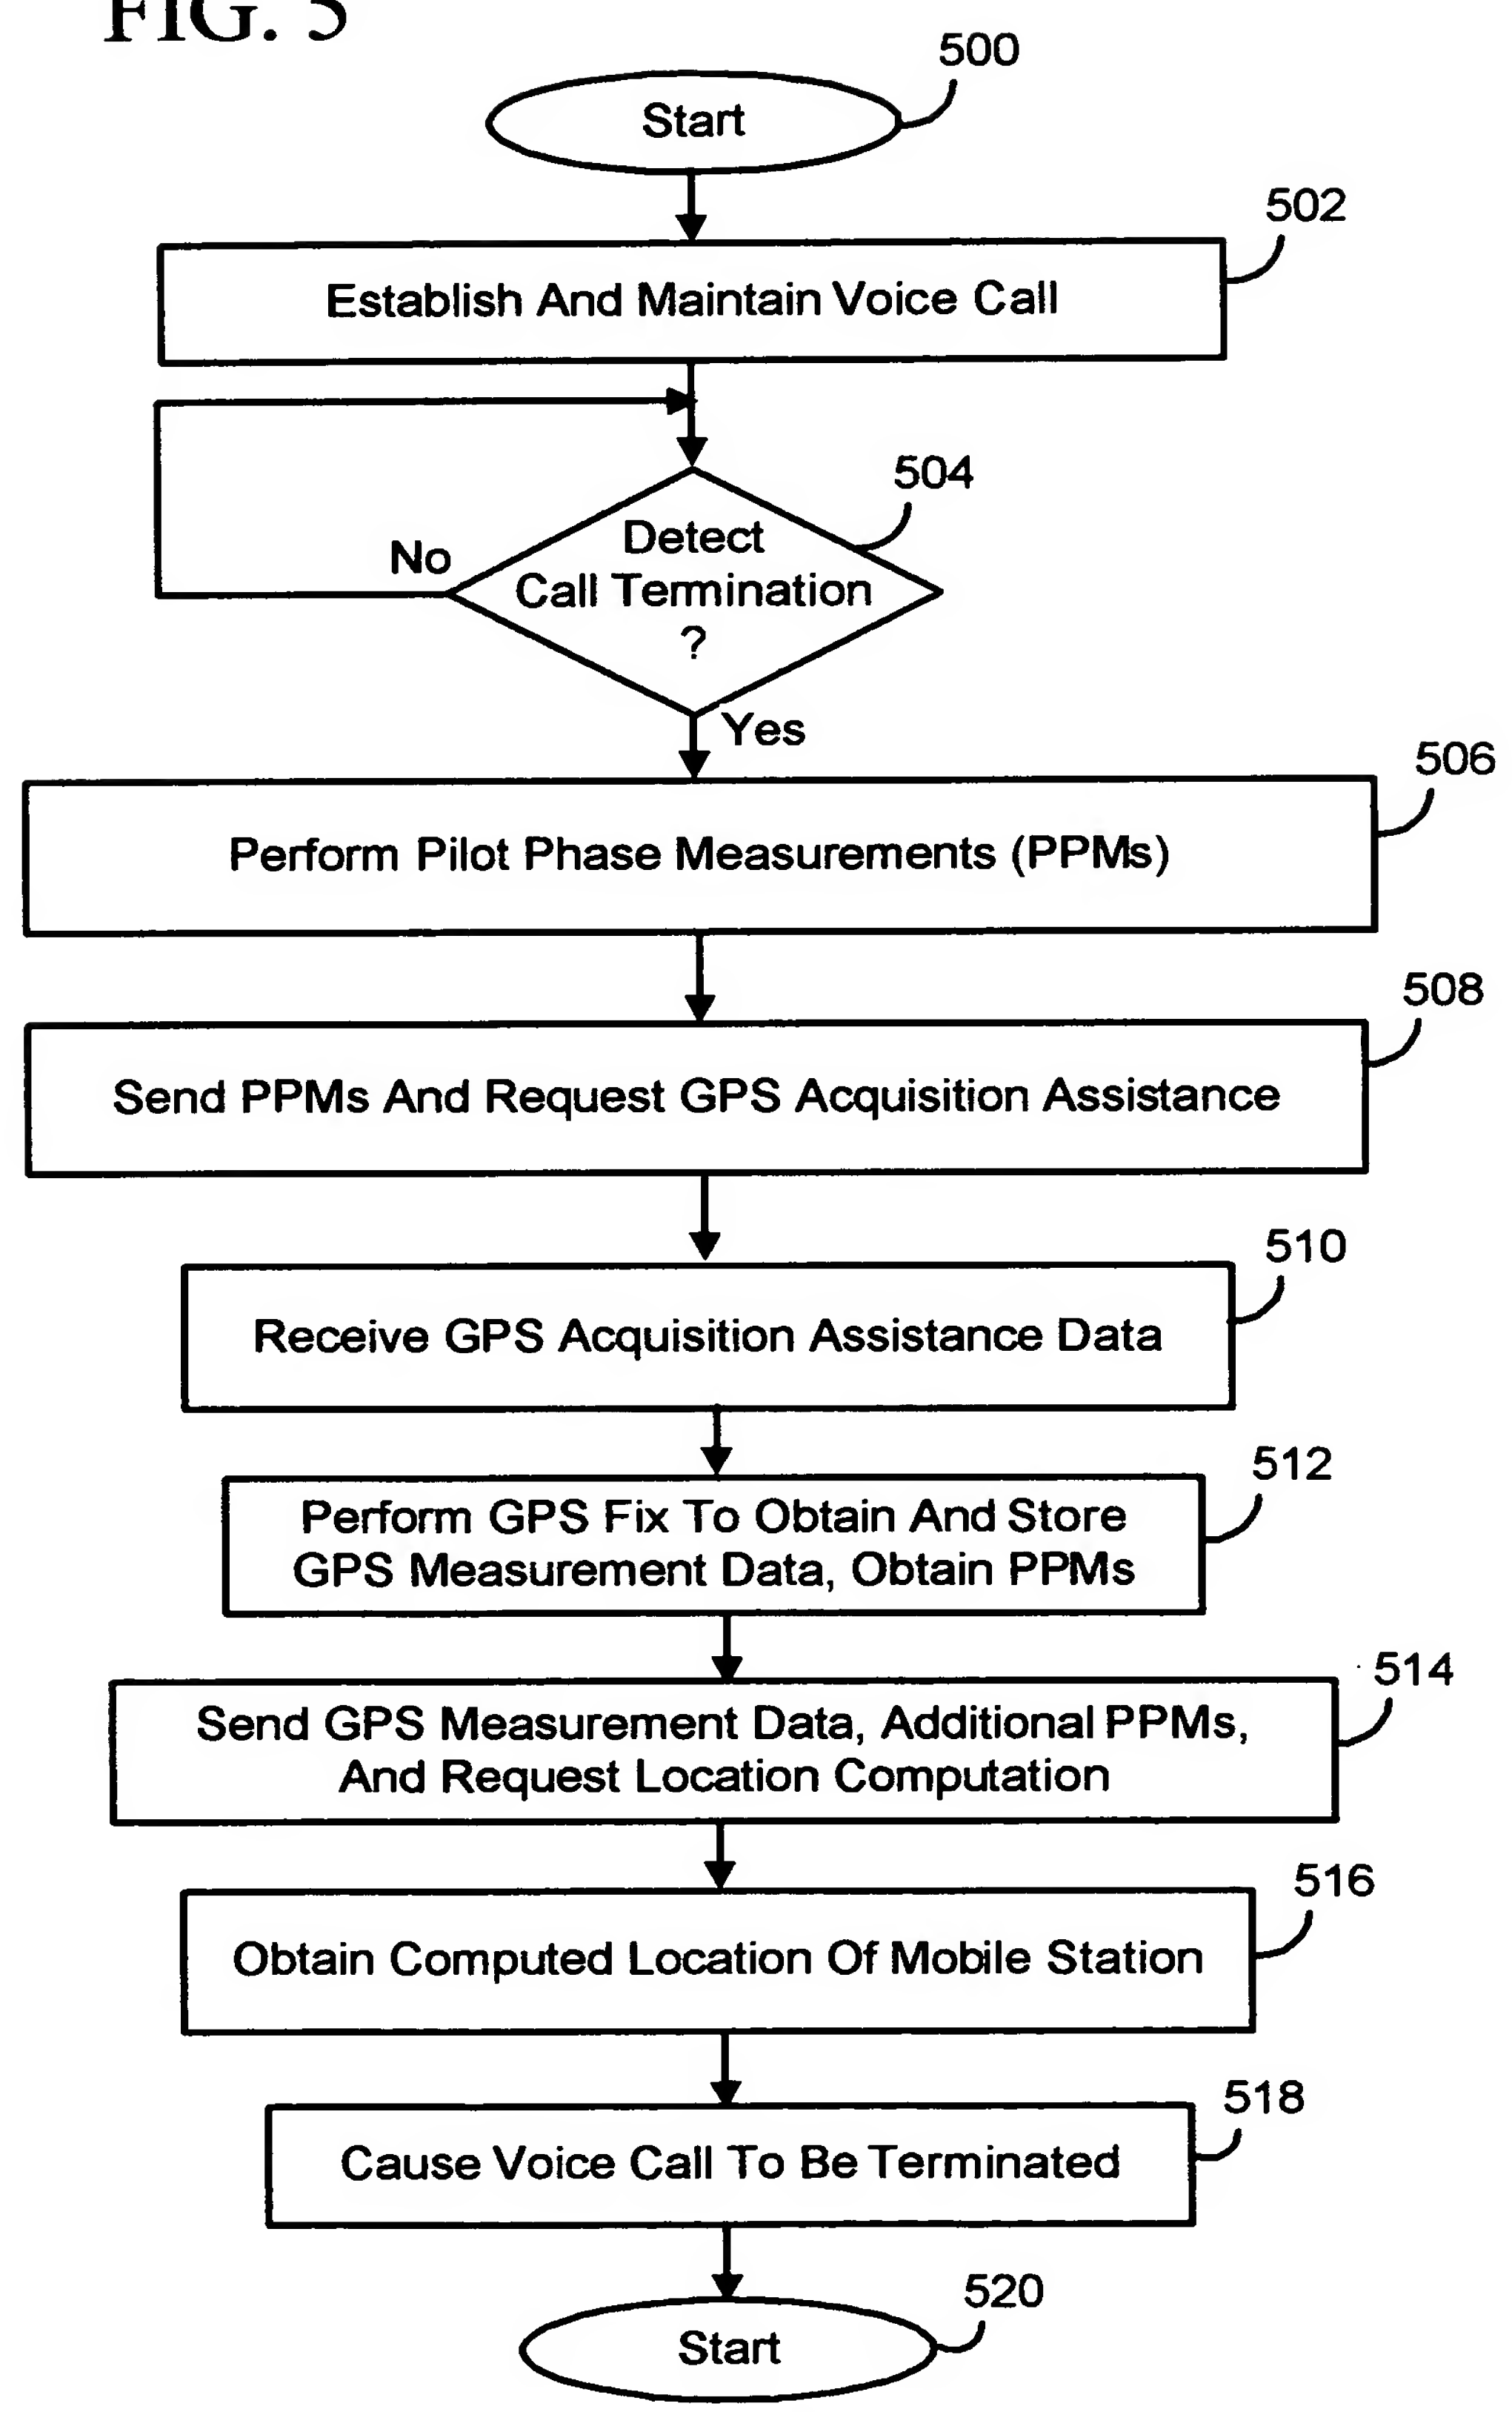 FIG. 5
500
Start
502
Establish And Maintain Voice Call
504
Detect
Call Termination
?
No
Yes
506
Perform Pilot Phase Measurements (PPMs)
508
Send PPMs And Request GPS Acquisition Assistance
510
Receive GPS Acquisition Assistance Data
512
Perform GPS Fix To Obtain And Store
GPS Measurement Data, Obtain PPMs
514
Send GPS Measurement Data, Additional PPMs,
And Request Location Computation
516
Obtain Computed Location Of Mobile Station
518
Cause Voice Call To Be Terminated
520
Start